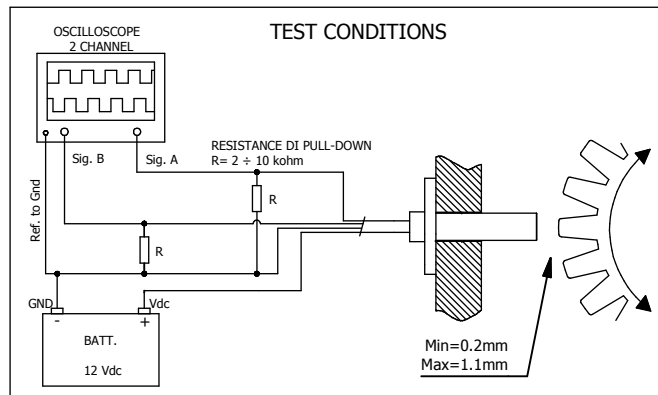 TEST CONDITIONS
OSCILLOSCOPE
2 CHANNEL
Sig. B
Sig. A
Ref. to Gnd
RESISTANCE DI PULL-DOWN
R= 2 ÷ 10 kohm
R
R
GND
Vdc
-
+
BATT.
12 Vdc
Min=0.2mm
Max=1.1mm